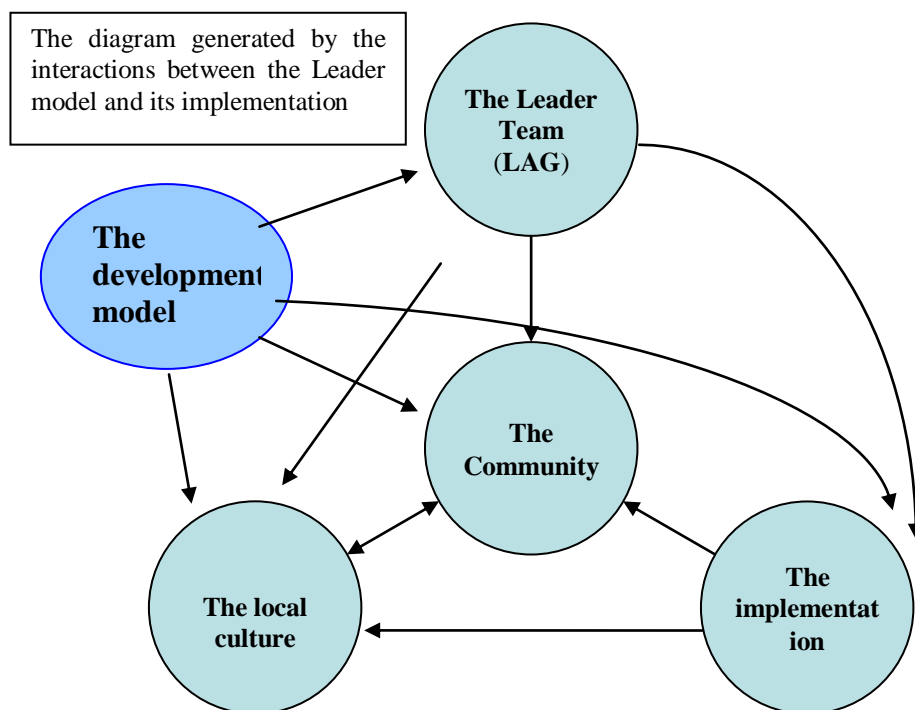 The diagram generated by the
interactions between the Leader
model and its implementation
The Leader
Team
(LAG)
The
development
model
The
Community
The local
culture
The
implementat
ion